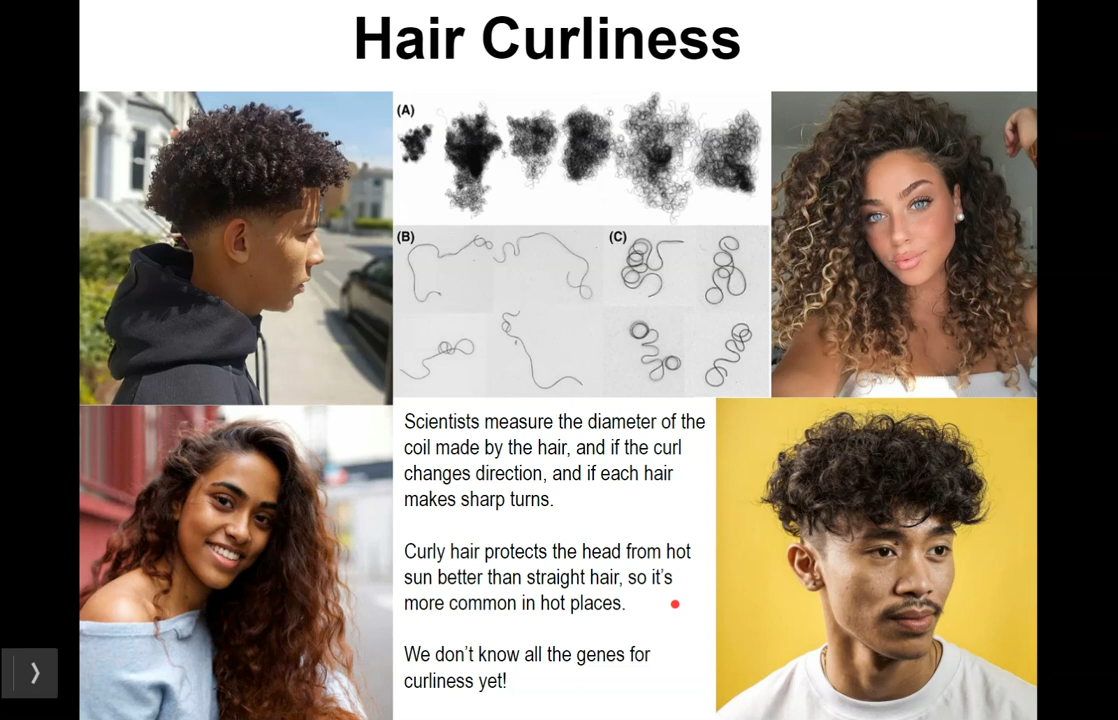 Hair Curliness
(A)
(B)
(C)
Scientists measure the diameter of the
coil made by the hair, and if the curl
changes direction, and if each hair
makes sharp turns.
Curly hair protects the head from hot
sun better than straight hair, so it's
more common in hot places.
We don't know all the genes for
curliness yet!